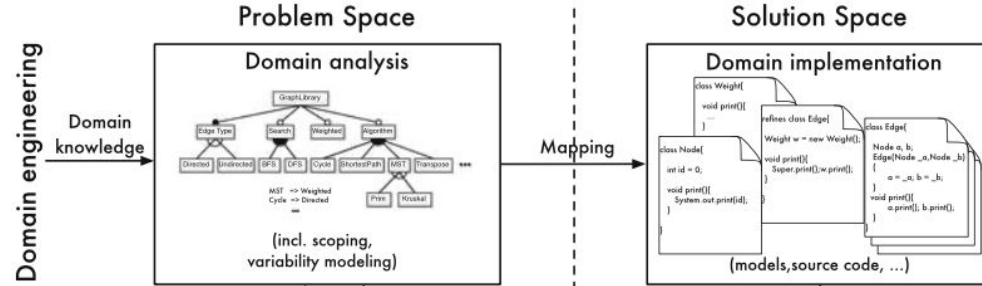 Problem Space
Solution Space
Domain engineering
Domain
knowledge
Domain analysis
GraphLibrary
Edge Type
Search
Weighted
Algorithm
Directed
Undirected
BFS
DFS
Cycle
ShortestPath
MST
Transpose
•••
MST => Weighted
Cycle => Directed
Prim
Kruskal
(incl. scoping,
variability modeling)
Mapping
Domain implementation
class Weight{
void print(){
...
}
class Node{
int id = 0;
void print(){
System.out.print(id);
}
}
refines class Edge{
Weight w = new Weight();
void print(){
Super.print();w.print();
}
}
class Edge{
Node a, b;
Edge(Node _a,Node _b)
{
a = _a; b = _b;
}
void print(){
a.print(); b.print();
}
}
(models,source code, ...)